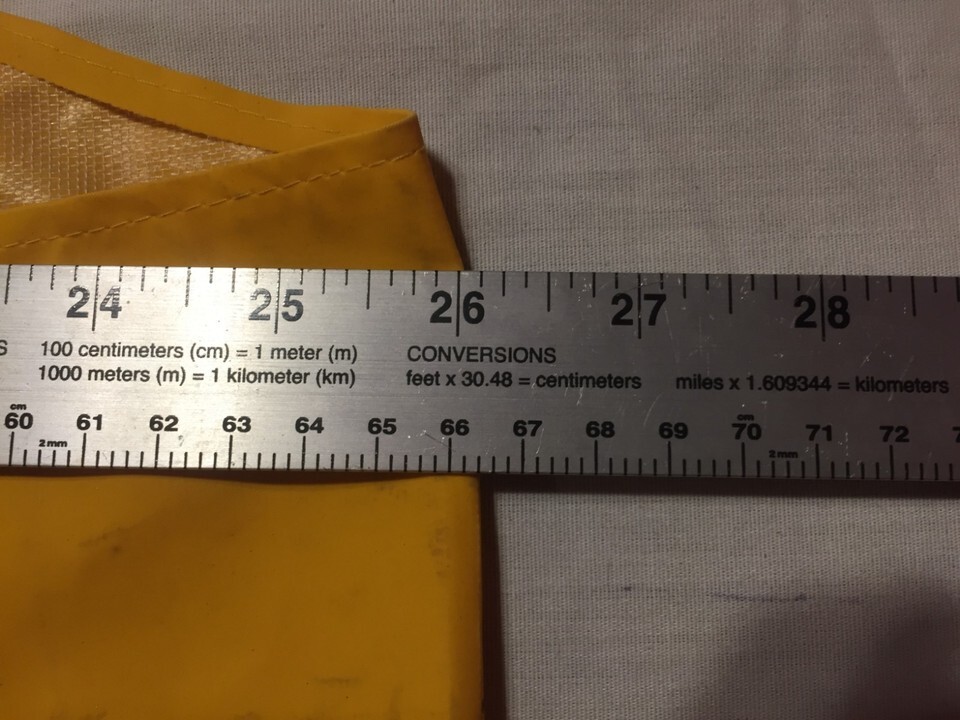 24 25 26 27 28
S 100 centimeters (cm) = 1 meter (m) CONVERSIONS
1000 meters (m) = 1 kilometer (km) feet x 30.48 = centimeters miles x 1.609344 = kilometers
cm cm
60 61 62 63 64 65 66 67 68 69 70 71 72 7
2mm 2mm